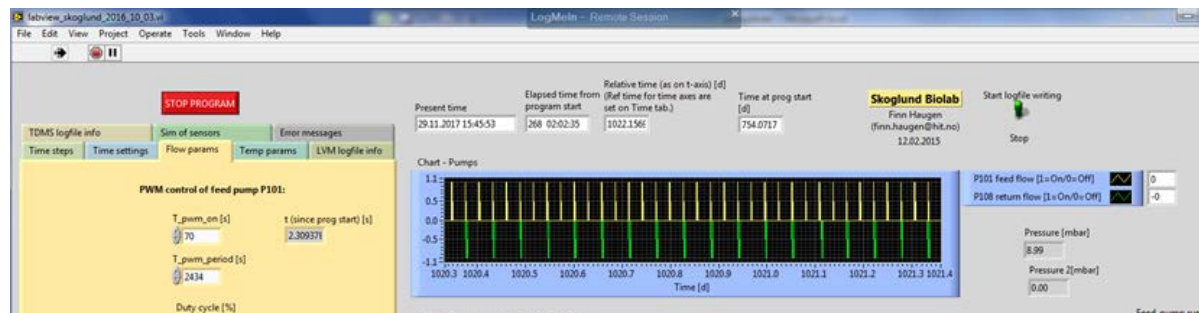 labview_skoglund_2016_10_03.vi
LogMeIn - Remote Session
File Edit View Project Operate Tools Window Help
STOP PROGRAM
TDMS logfile info
Sim of sensors
Error messages
Time steps
Time settings
Flow params
Temp params
LVM logfile info
PWM control of feed pump P101:
T_pwm_on [s]
70
t (since prog start) [s]
T_pwm_period [s]
2434
Duty cycle [%]
Present time
29.11.2017 15:45:53
Elapsed time from
program start
268 02:02:35
Relative time (as on t-axis) [d]
(Ref time for time axes are
set on Time tab.)
Time at prog start
[d]
754.0717
Skoglund Biolab
Finn Haugen
(finn.haugen@hit.no)
12.02.2015
Start logfile writing
Stop
Chart - Pumps
1.1
0.5
0.0
-0.5
-1.1
1020.3 1020.4 1020.5 1020.6 1020.7 1020.8 1020.9 1021.0 1021.1 1021.2 1021.3 1021.4
Time [d]
P101 feed flow [1=On/0=Off]
0
P108 return flow [1=On/0=Off]
-0
Pressure [mbar]
8.99
Pressure 2[mbar]
0.00